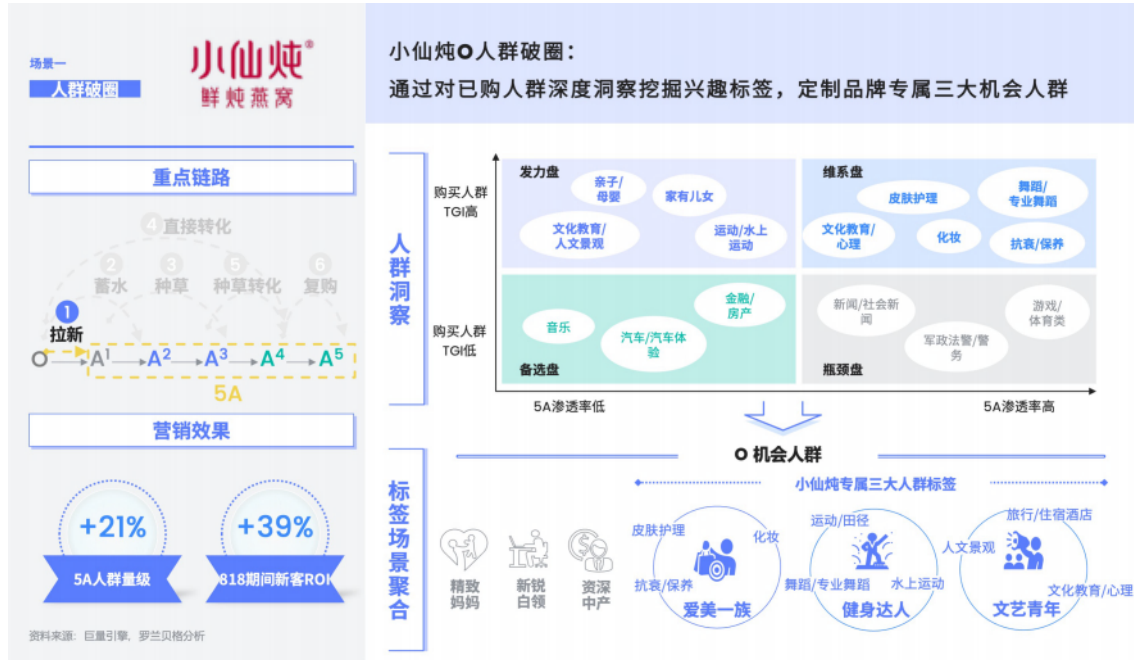 场景一
人群破圈
小仙炖®
鲜炖燕窝
小仙炖O人群破圈：
通过对已购人群深度洞察挖掘兴趣标签，定制品牌专属三大机会人群
重点链路
4 直接转化
2 3 5 6
蓄水 种草 种草转化 复购
1
拉新
O A1 A2 A3 A4 A5
5A
营销效果
+21%
5A人群量级
+39%
818期间新客ROI
资料来源：巨量引擎，罗兰贝格分析
人群洞察
购买人群
TGI高
购买人群
TGI低
发力盘
亲子/
母婴
家有儿女
文化教育/
人文景观
运动/水上
运动
维系盘
皮肤护理
舞蹈/
专业舞蹈
文化教育/
心理
化妆
抗衰/保养
音乐
汽车/汽车体
验
金融/
房产
备选盘
新闻/社会新
闻
军政法警/警
务
游戏/
体育类
瓶颈盘
5A渗透率低
5A渗透率高
标签场景聚合
O 机会人群
小仙炖专属三大人群标签
精致
妈妈
新锐
白领
资深
中产
皮肤护理
化妆
抗衰/保养
爱美一族
运动/田径
舞蹈/专业舞蹈
水上运动
健身达人
旅行/住宿酒店
人文景观
文化教育/心理
文艺青年